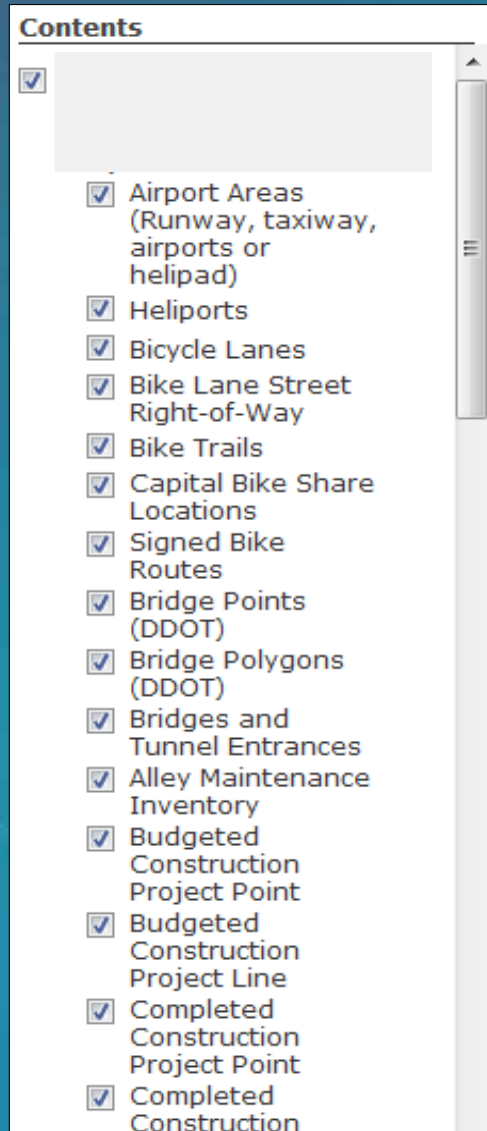 Contents
Airport Areas
(Runway, taxiway,
airports or
helipad)
Heliports
Bicycle Lanes
Bike Lane Street
Right-of-Way
Bike Trails
Capital Bike Share
Locations
Signed Bike
Routes
Bridge Points
(DDOT)
Bridge Polygons
(DDOT)
Bridges and
Tunnel Entrances
Alley Maintenance
Inventory
Budgeted
Construction
Project Point
Budgeted
Construction
Project Line
Completed
Construction
Project Point
Completed
Construction